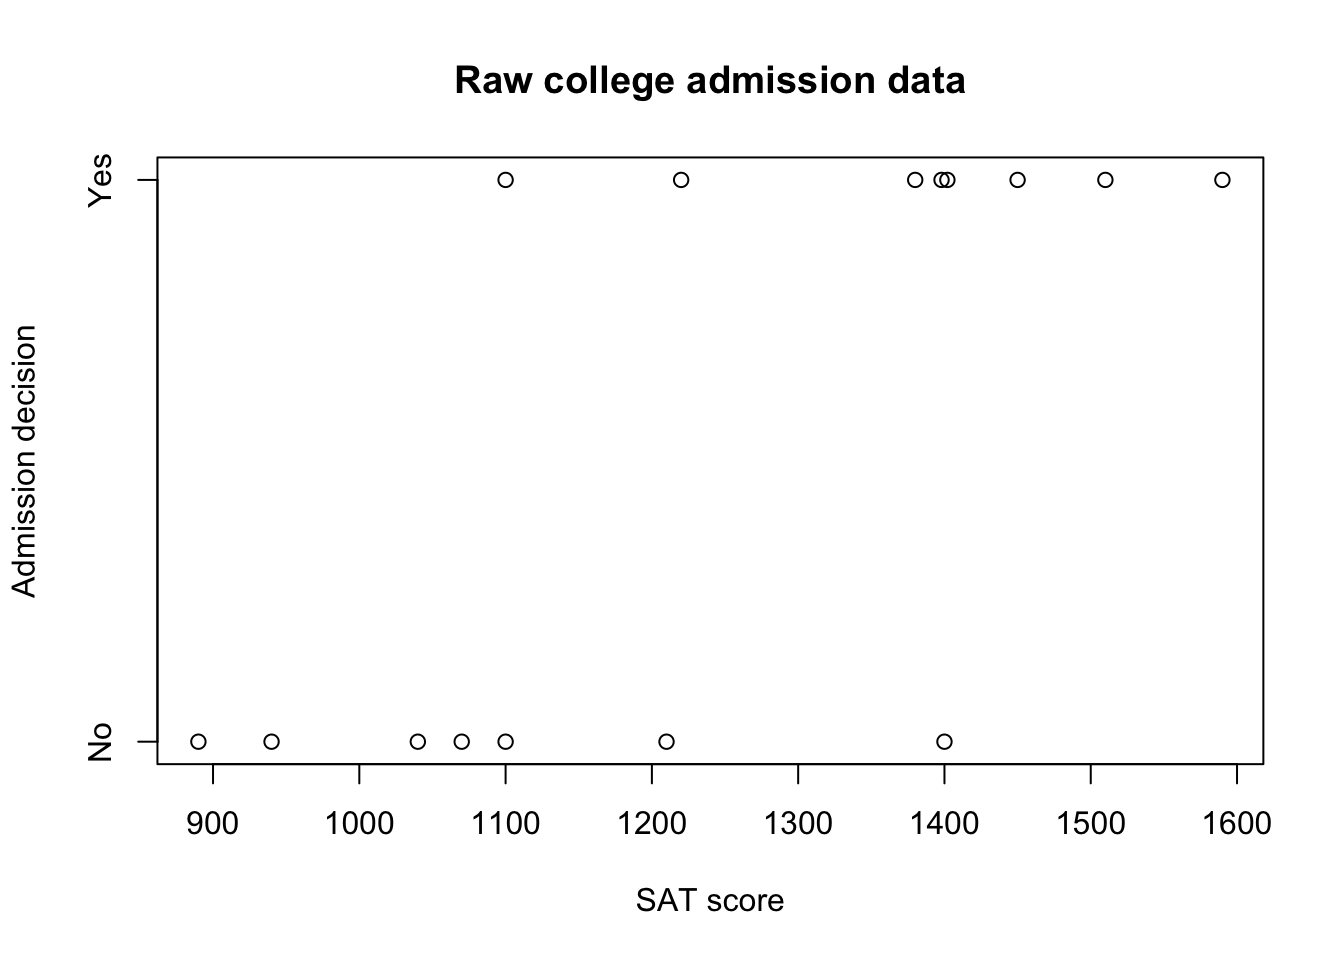 Raw college admission data
Yes
Admission decision
No
900 1000 1100 1200 1300 1400 1500 1600
SAT score